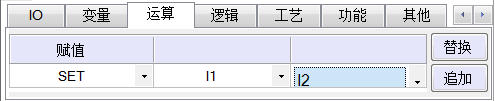 IO 变量 运算 逻辑 工艺 功能 其他
赋值 替换
SET I1 I2 追加